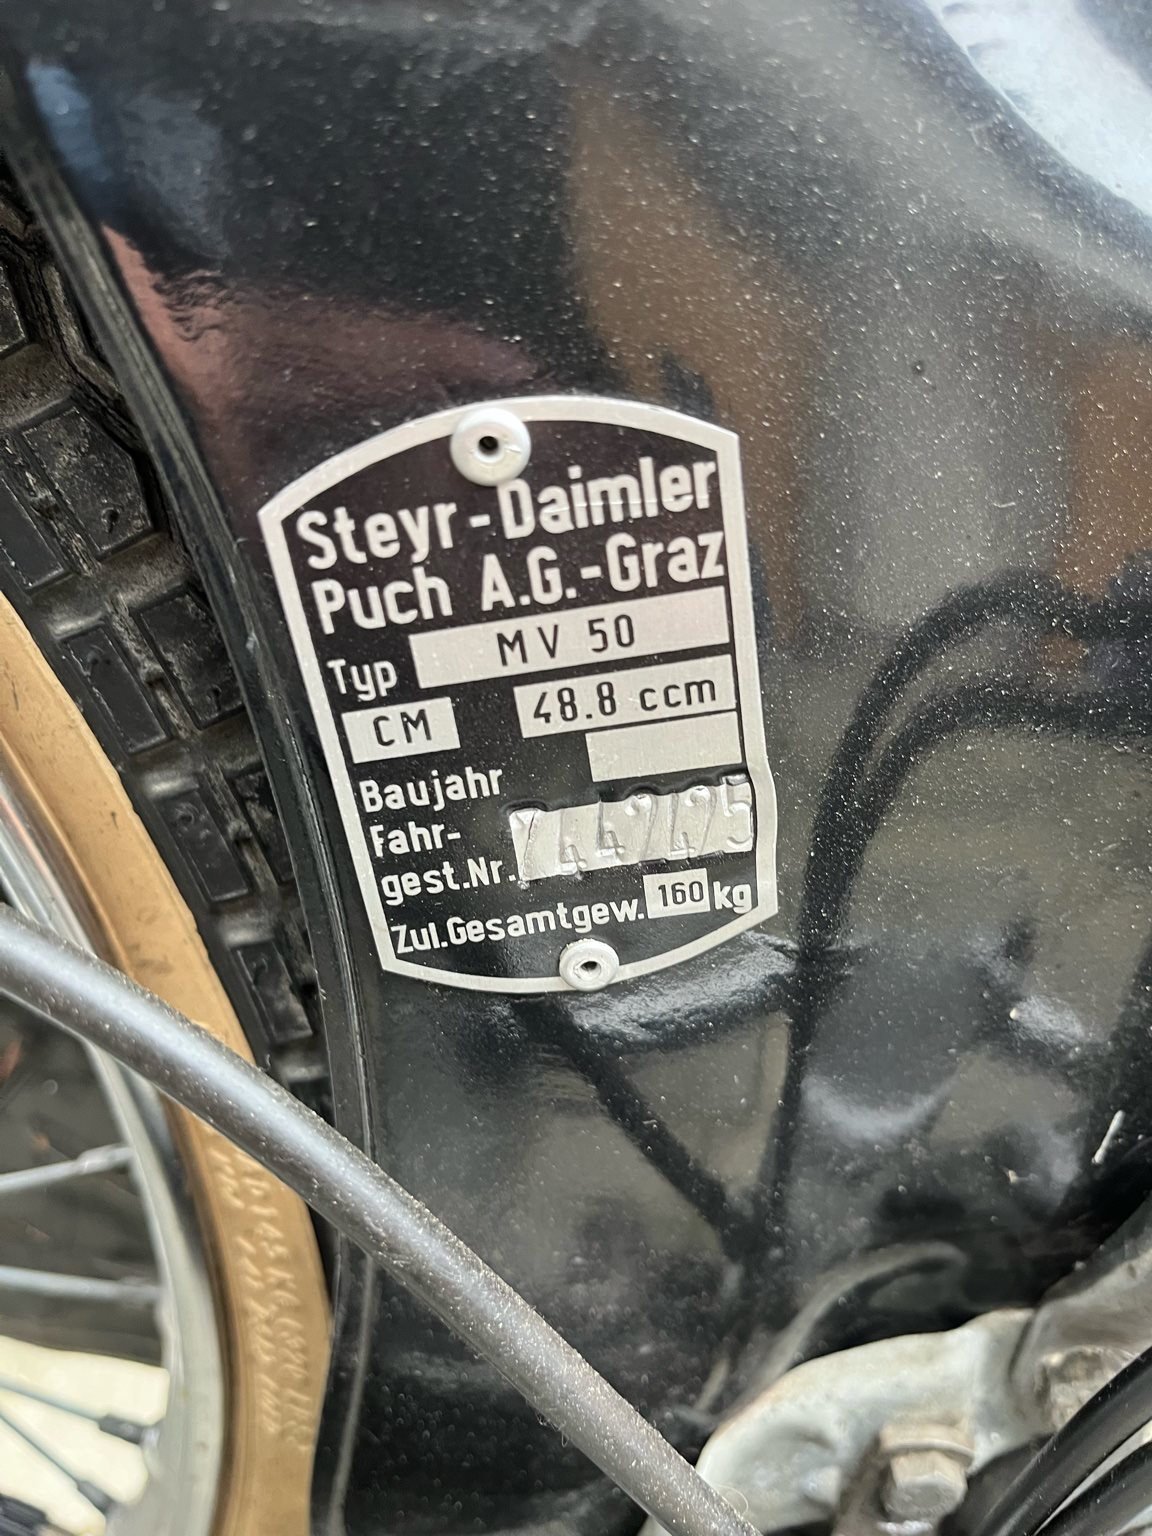 Steyr-Daimler
Puch A.G.-Graz
Typ MV 50
CM 48.8 ccm
Baujahr
Fahr-
gest.Nr. 7442425
Zul.Gesamtgew. 160 kg